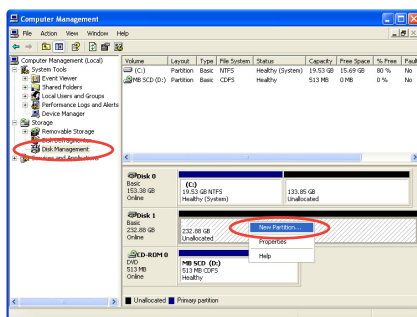 Computer Management
File Action View Window Help
Computer Management (Local)
System Tools
Event Viewer
Shared Folders
Local Users and Groups
Performance Logs and Alerts
Device Manager
Storage
Removable Storage
Disk Defragmenter
Disk Management
Services and Applications
Volume Layout Type File System Status Capacity Free Space % Free Faul
(C:) Partition Basic NTFS Healthy (System) 19.53 GB 15.69 GB 80 % No
MB SCD (D:) Partition Basic CDFS Healthy 513 MB 0 MB 0 % No
Disk 0
Basic
153.38 GB
Online
(C:)
19.53 GB NTFS
Healthy (System)
133.85 GB
Unallocated
Disk 1
Basic
232.88 GB
Online
232.88 GB
Unallocated
New Partition...
Properties
Help
CD-ROM 0
DVD
513 MB
Online
MB SCD (D:)
513 MB CDFS
Healthy
Unallocated Primary partition